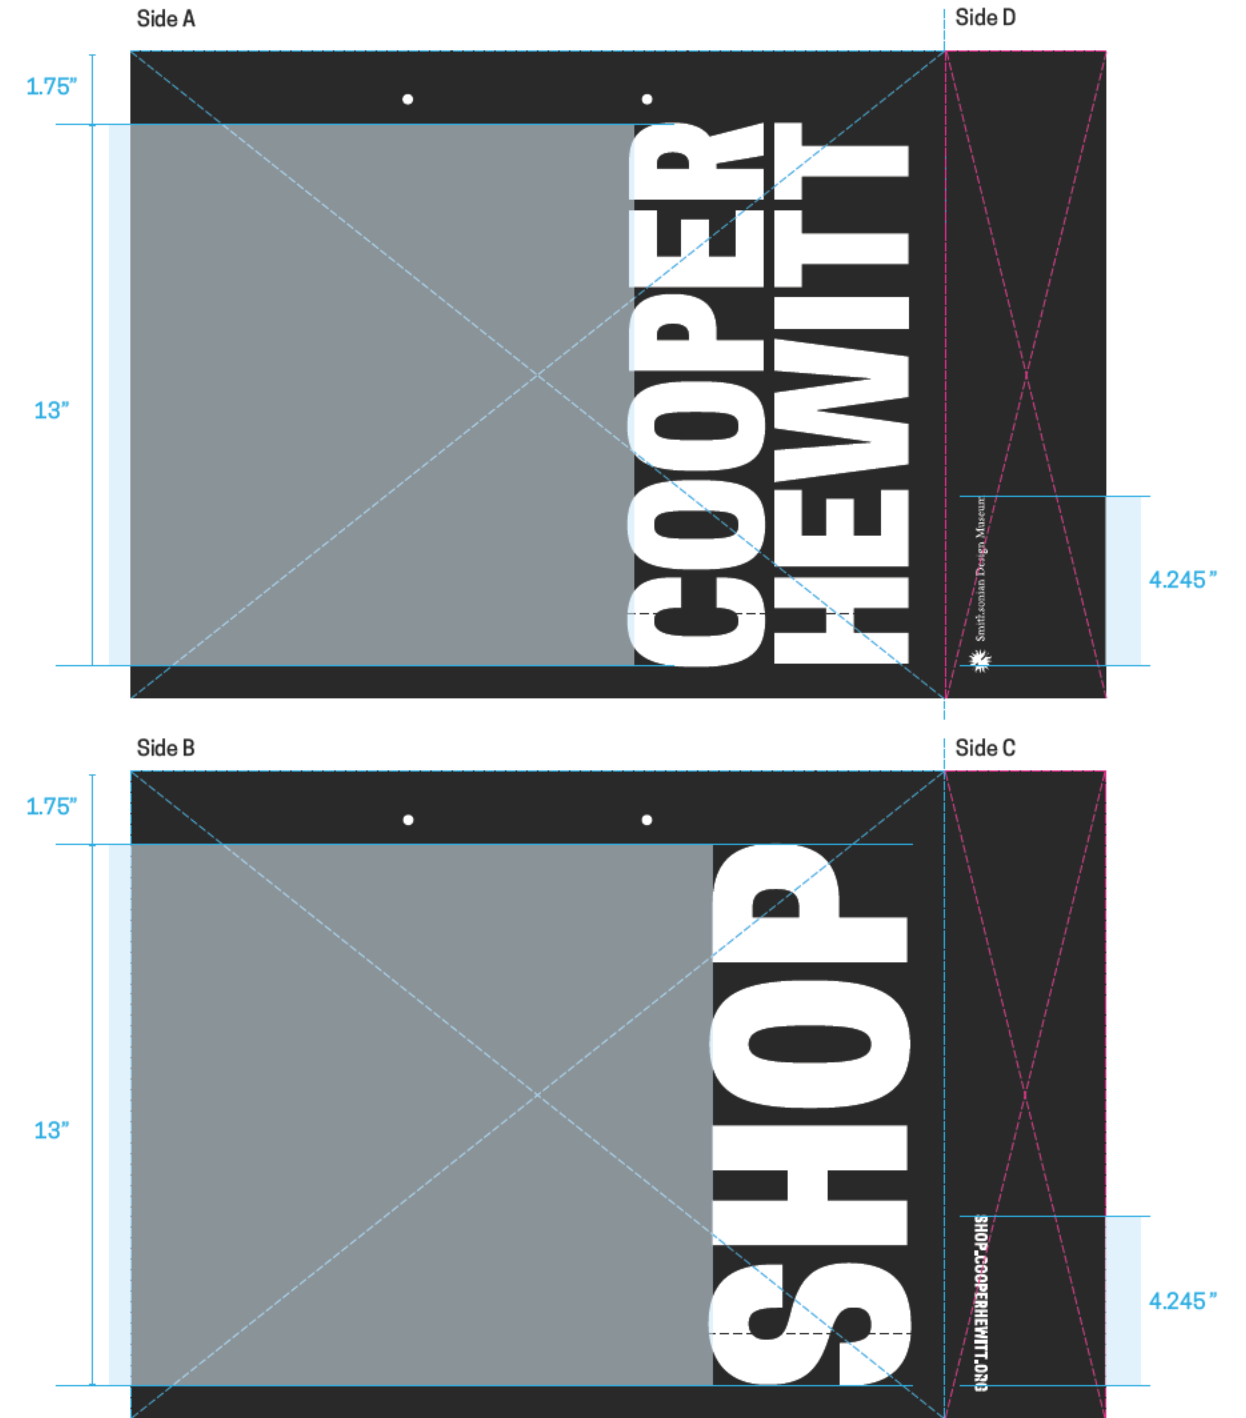 Side A
Side D
1.75”
13”
COOPER
HEWITT
Smithsonian Design Museum
4.245”
Side B
Side C
1.75”
13”
SHOP
SHOP.COOPERHEWITT.ORG
4.245”